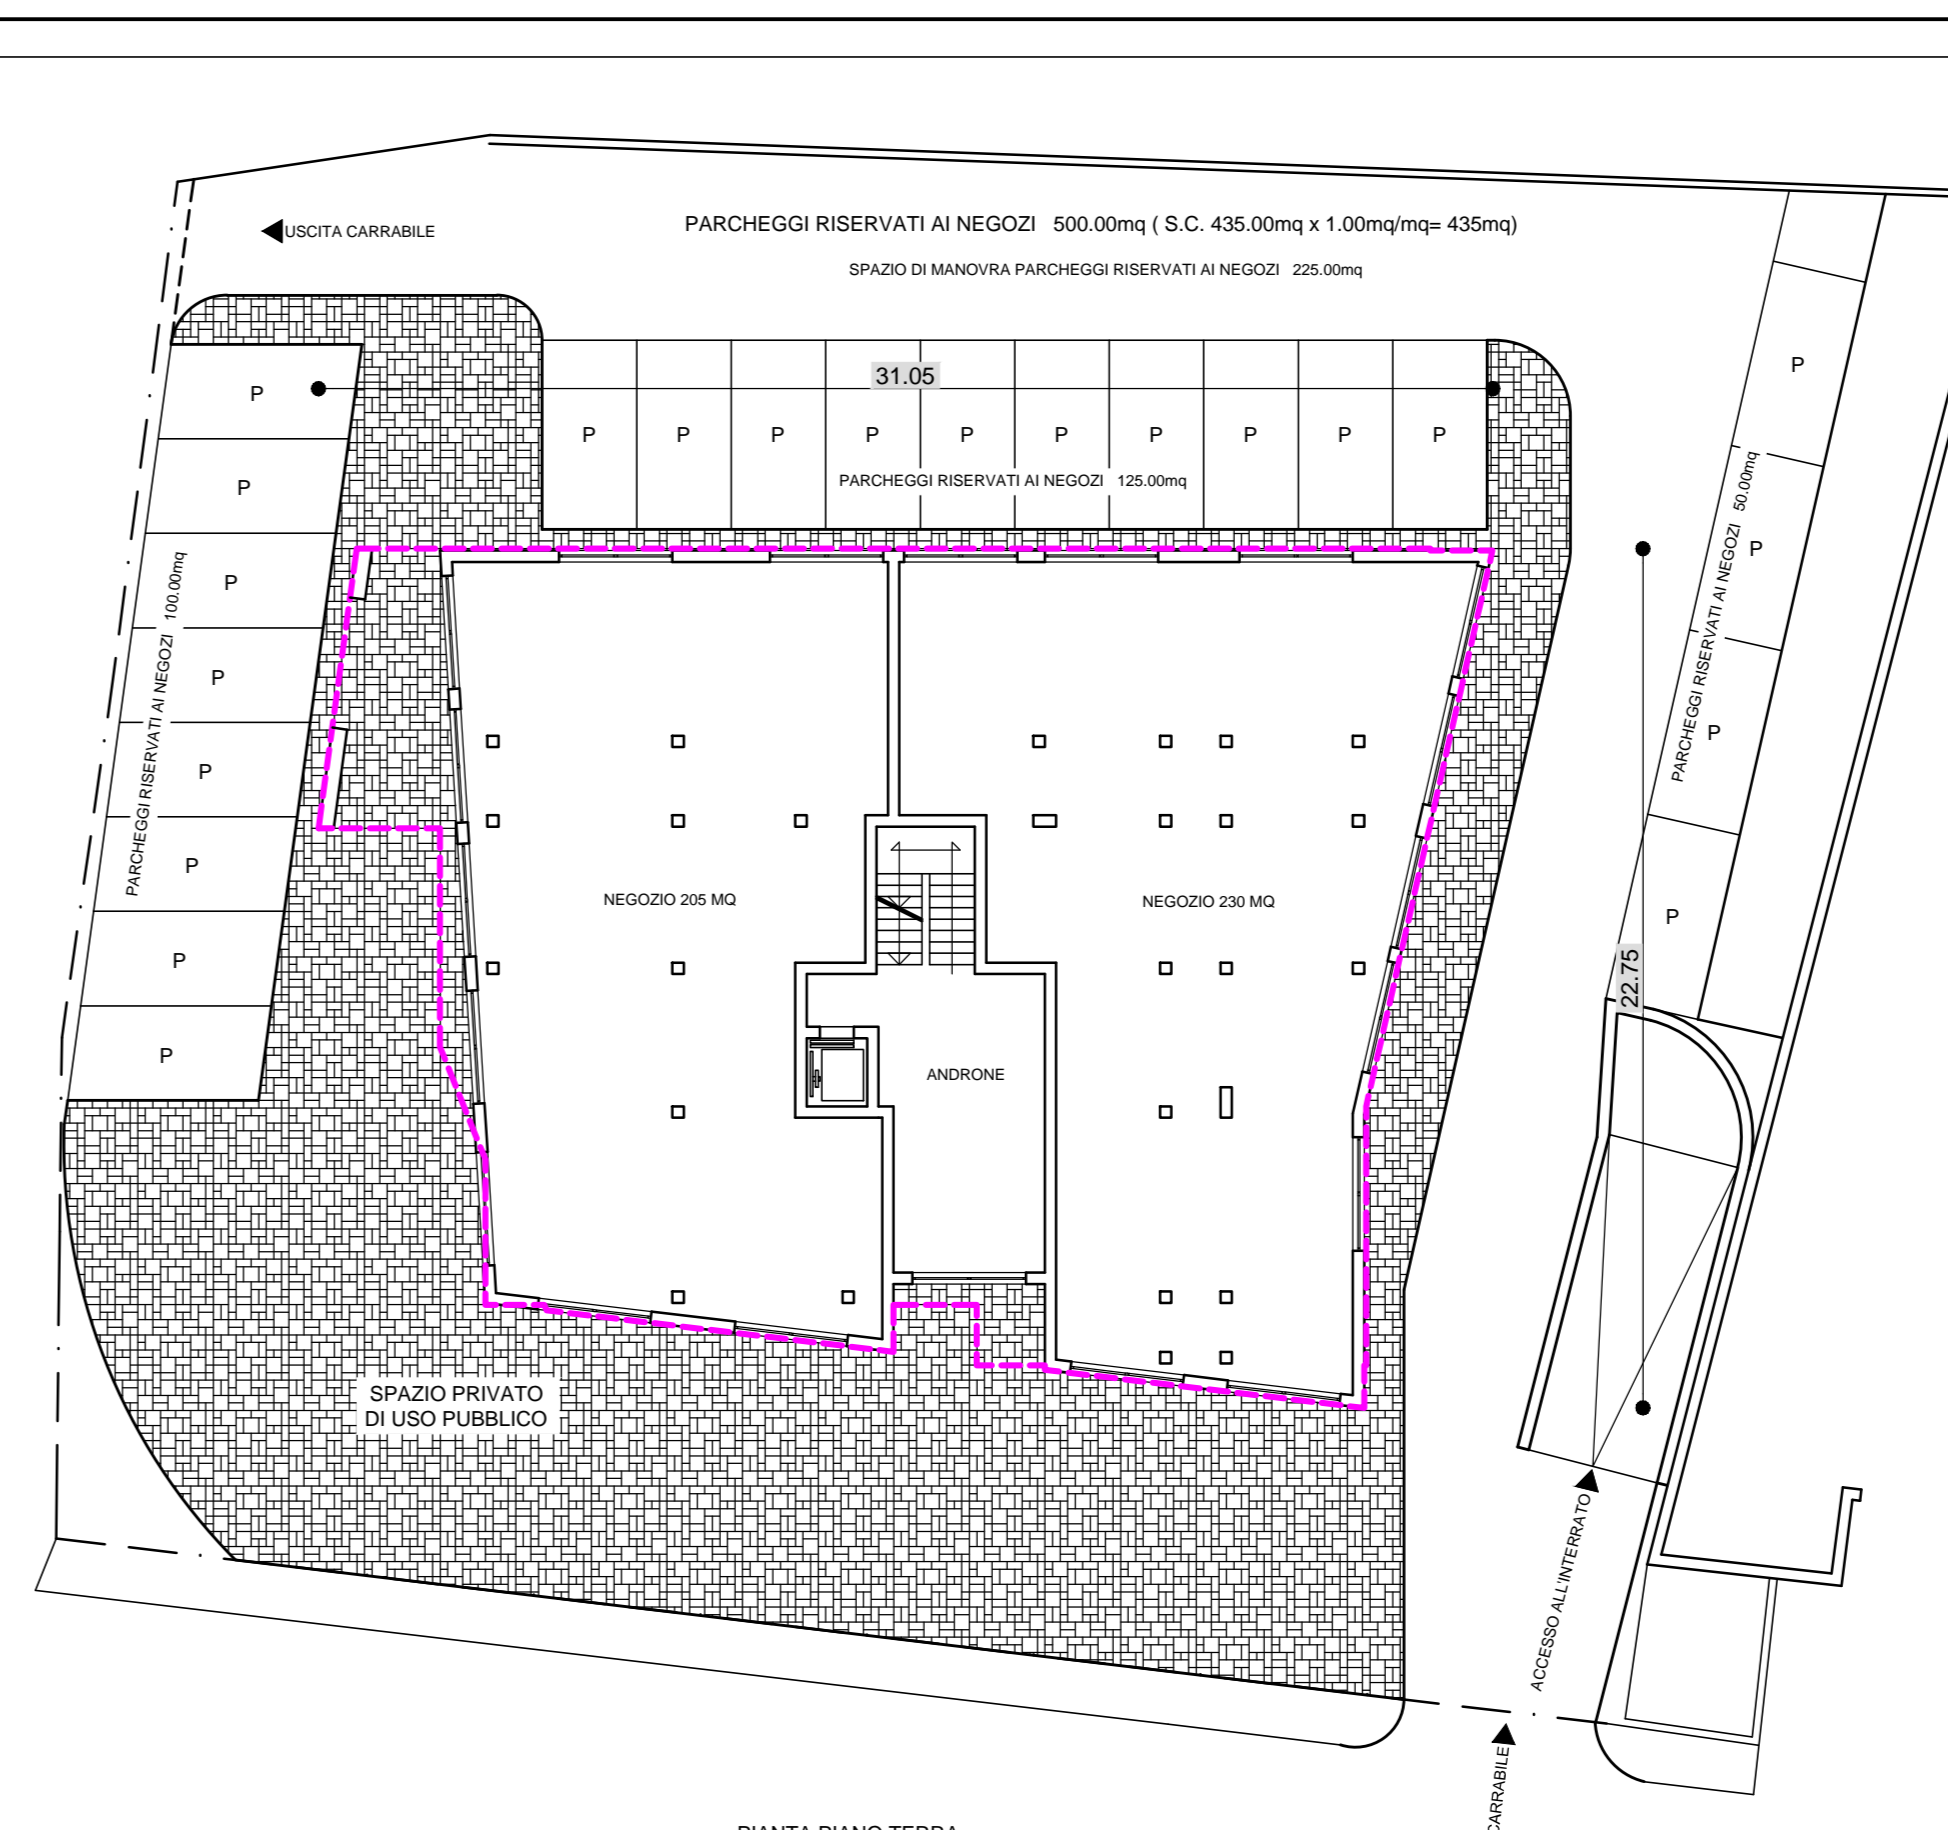 USCITA CARRABILE
PARCHEGGI RISERVATI AI NEGOZI 500.00mq ( S.C. 435.00mq x 1.00mq/mq= 435mq)
SPAZIO DI MANOVRA PARCHEGGI RISERVATI AI NEGOZI 225.00mq
31.05
P
P
P
P
P
P
P
P
P
P
PARCHEGGI RISERVATI AI NEGOZI 125.00mq
P
P
P
P
P
P
P
P
PARCHEGGI RISERVATI AI NEGOZI 100.00mq
P
P
P
P
PARCHEGGI RISERVATI AI NEGOZI 50.00mq
22.75
NEGOZIO 205 MQ
NEGOZIO 230 MQ
ANDRONE
SPAZIO PRIVATO
DI USO PUBBLICO
ACCESSO ALL'INTERRATO
CARRABILE
PIANTA PIANO TERRA